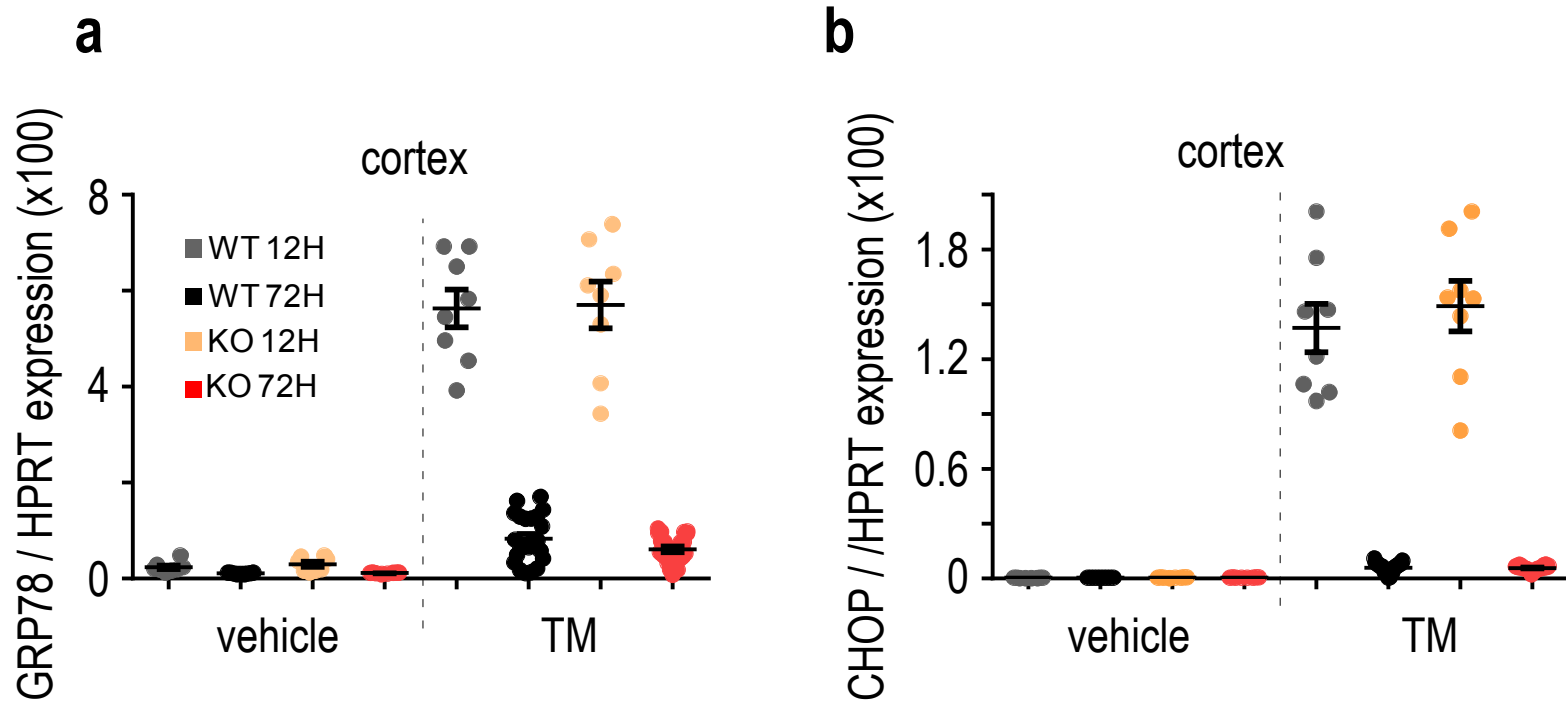 a
cortex
GRP78 / HPRT expression (x100)
8
4
0
WT 12H
WT 72H
KO 12H
KO 72H
vehicle
TM
b
cortex
CHOP / /HPRT expression (x100)
1.8
1.2
0.6
0
vehicle
TM